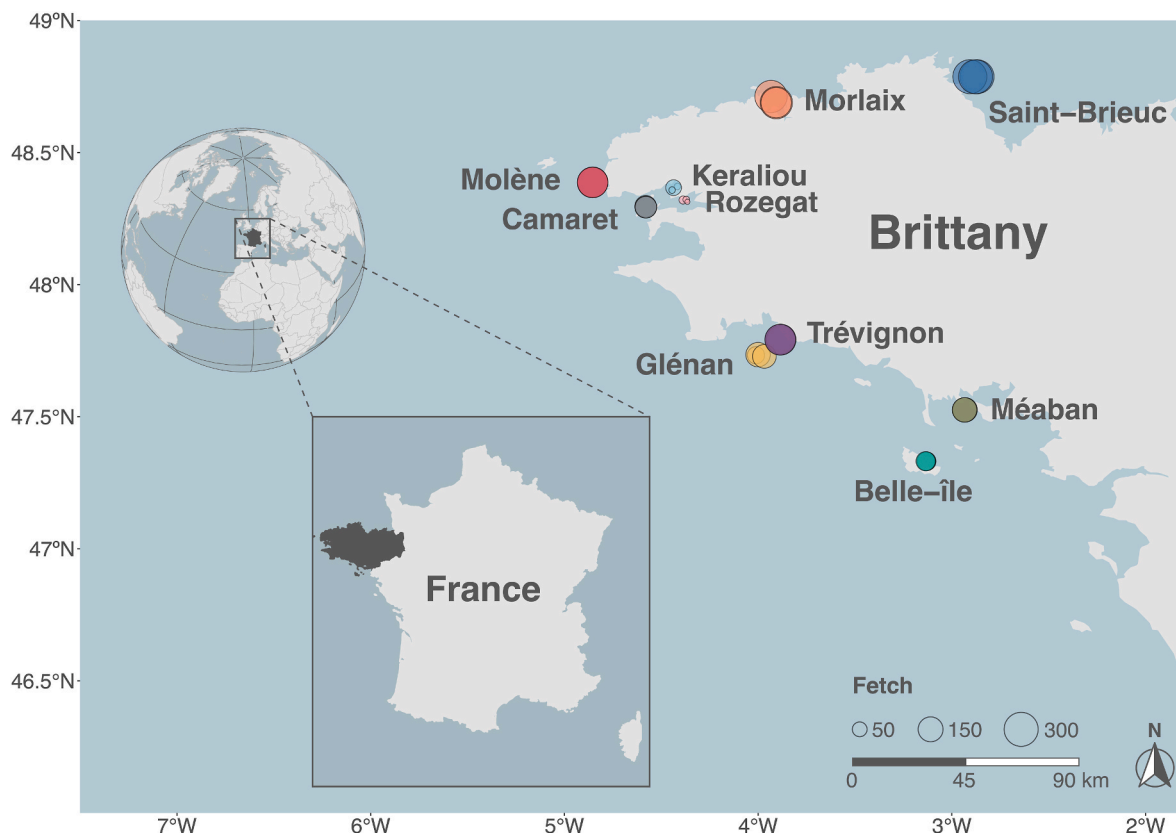 49°N
48.5°N
48°N
47.5°N
47°N
46.5°N
Morlaix
Saint–Brieuc
Molène
Keraliou
Camaret
Rozegat
Brittany
Trévignon
Glénan
Méaban
Belle–île
France
Fetch
50 150 300
N
0 45 90 km
7°W 6°W 5°W 4°W 3°W 2°W